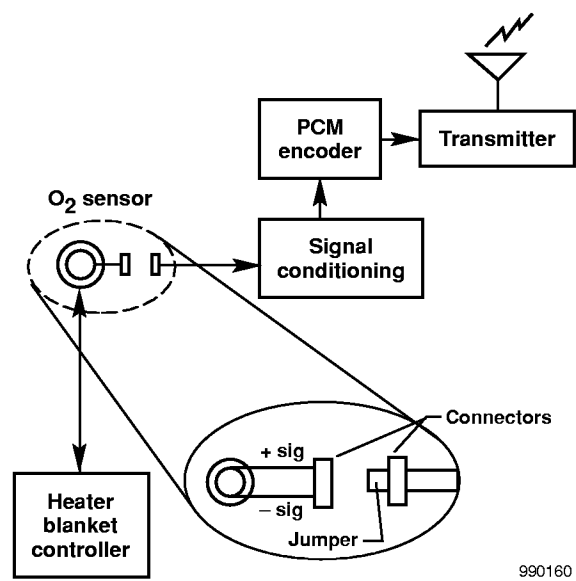 PCM
encoder
Transmitter
O2 sensor
Signal
conditioning
Connectors
+ sig
– sig
Jumper
Heater
blanket
controller
990160